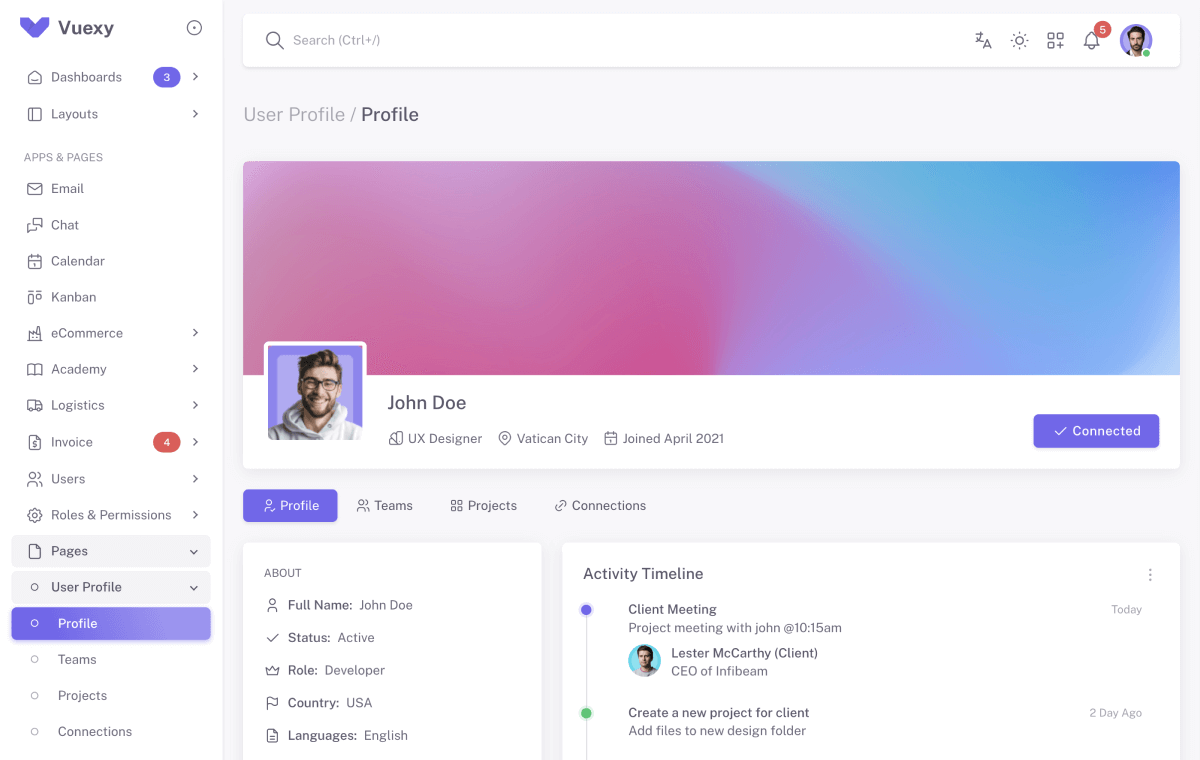 Vuexy
Dashboards 3
Layouts
APPS & PAGES
Email
Chat
Calendar
Kanban
eCommerce
Academy
Logistics
Invoice 4
Users
Roles & Permissions
Pages
User Profile
Profile
Teams
Projects
Connections
Search (Ctrl+/)
5
User Profile / Profile
John Doe
UX Designer Vatican City Joined April 2021
Connected
Profile Teams Projects Connections
ABOUT
Full Name: John Doe
Status: Active
Role: Developer
Country: USA
Languages: English
Activity Timeline
Client Meeting Today
Project meeting with john @10:15am
Lester McCarthy (Client)
CEO of Infibeam
Create a new project for client 2 Day Ago
Add files to new design folder